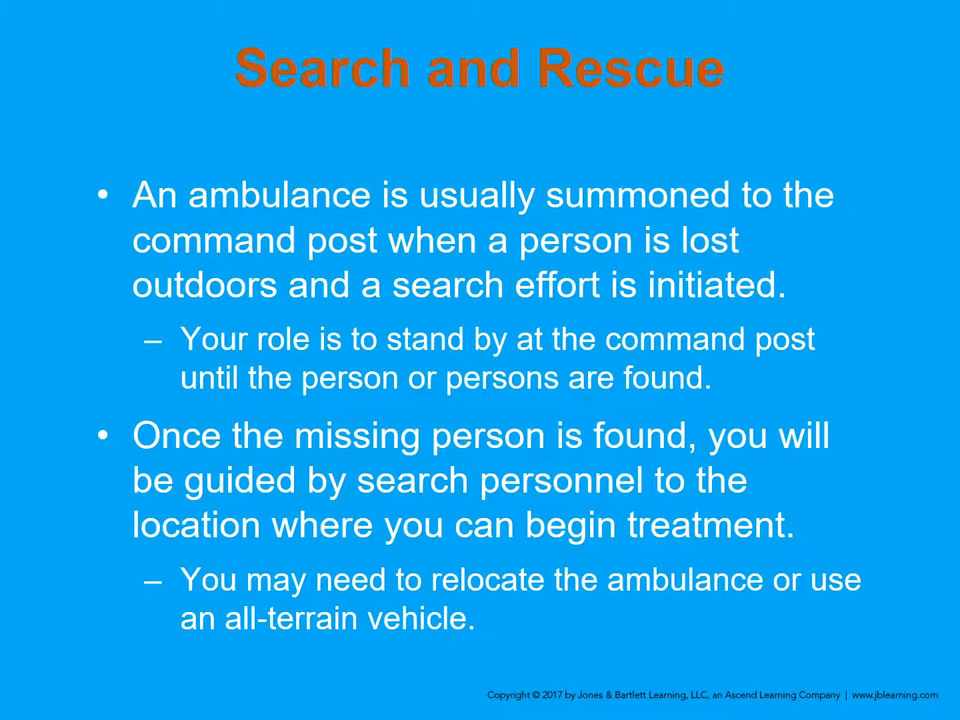 Search and Rescue
• An ambulance is usually summoned to the
command post when a person is lost
outdoors and a search effort is initiated.
– Your role is to stand by at the command post
until the person or persons are found.
• Once the missing person is found, you will
be guided by search personnel to the
location where you can begin treatment.
– You may need to relocate the ambulance or use
an all-terrain vehicle.
Copyright © 2017 by Jones & Bartlett Learning, LLC, an Ascend Learning Company | www.jblearning.com